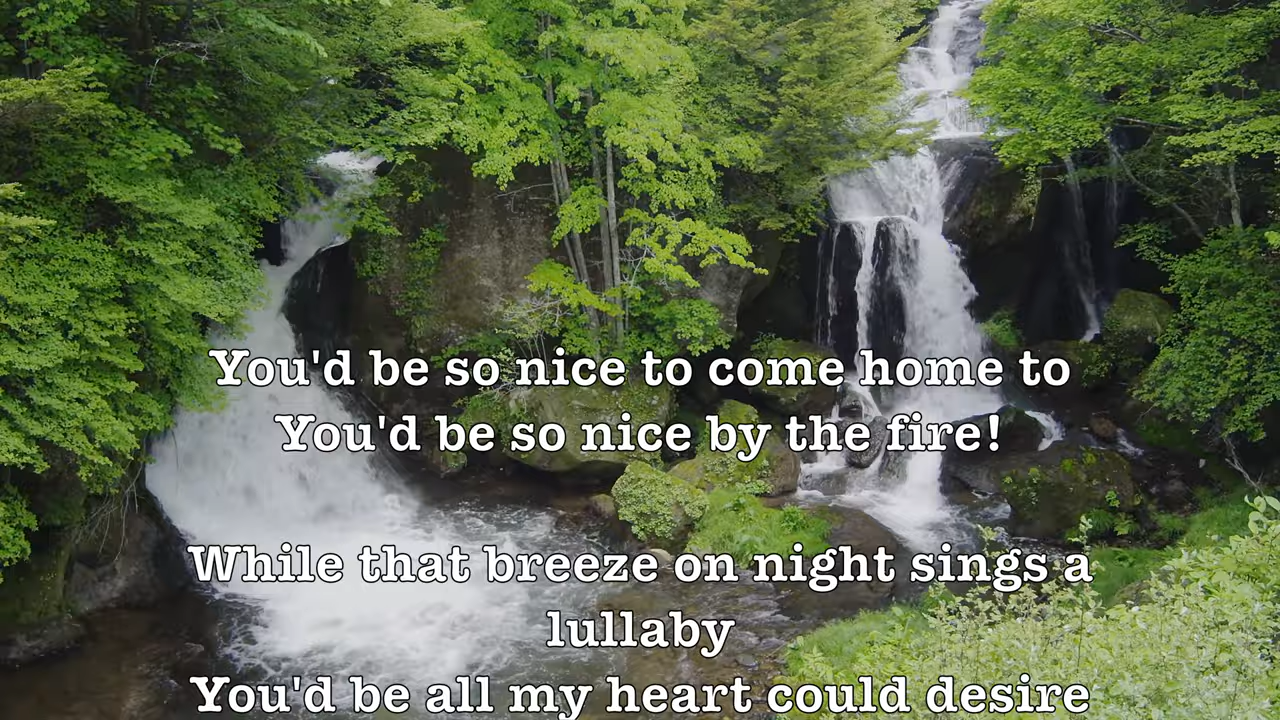 You'd be so nice to come home to
You'd be so nice by the fire!
While that breeze on night sings a
lullaby
You'd be all my heart could desire